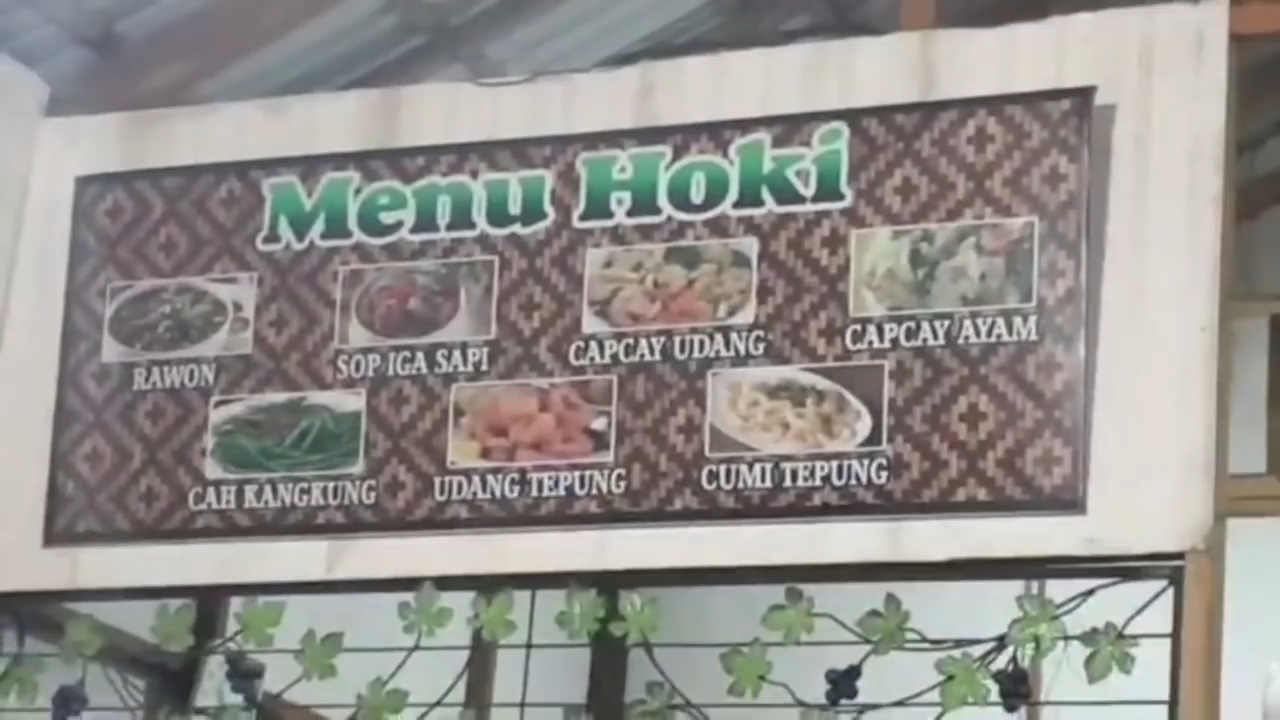 Menu Hoki
RAWON
SOP IGA SAPI
CAPCAY UDANG
CAPCAY AYAM
CAH KANGKUNG
UDANG TEPUNG
CUMI TEPUNG